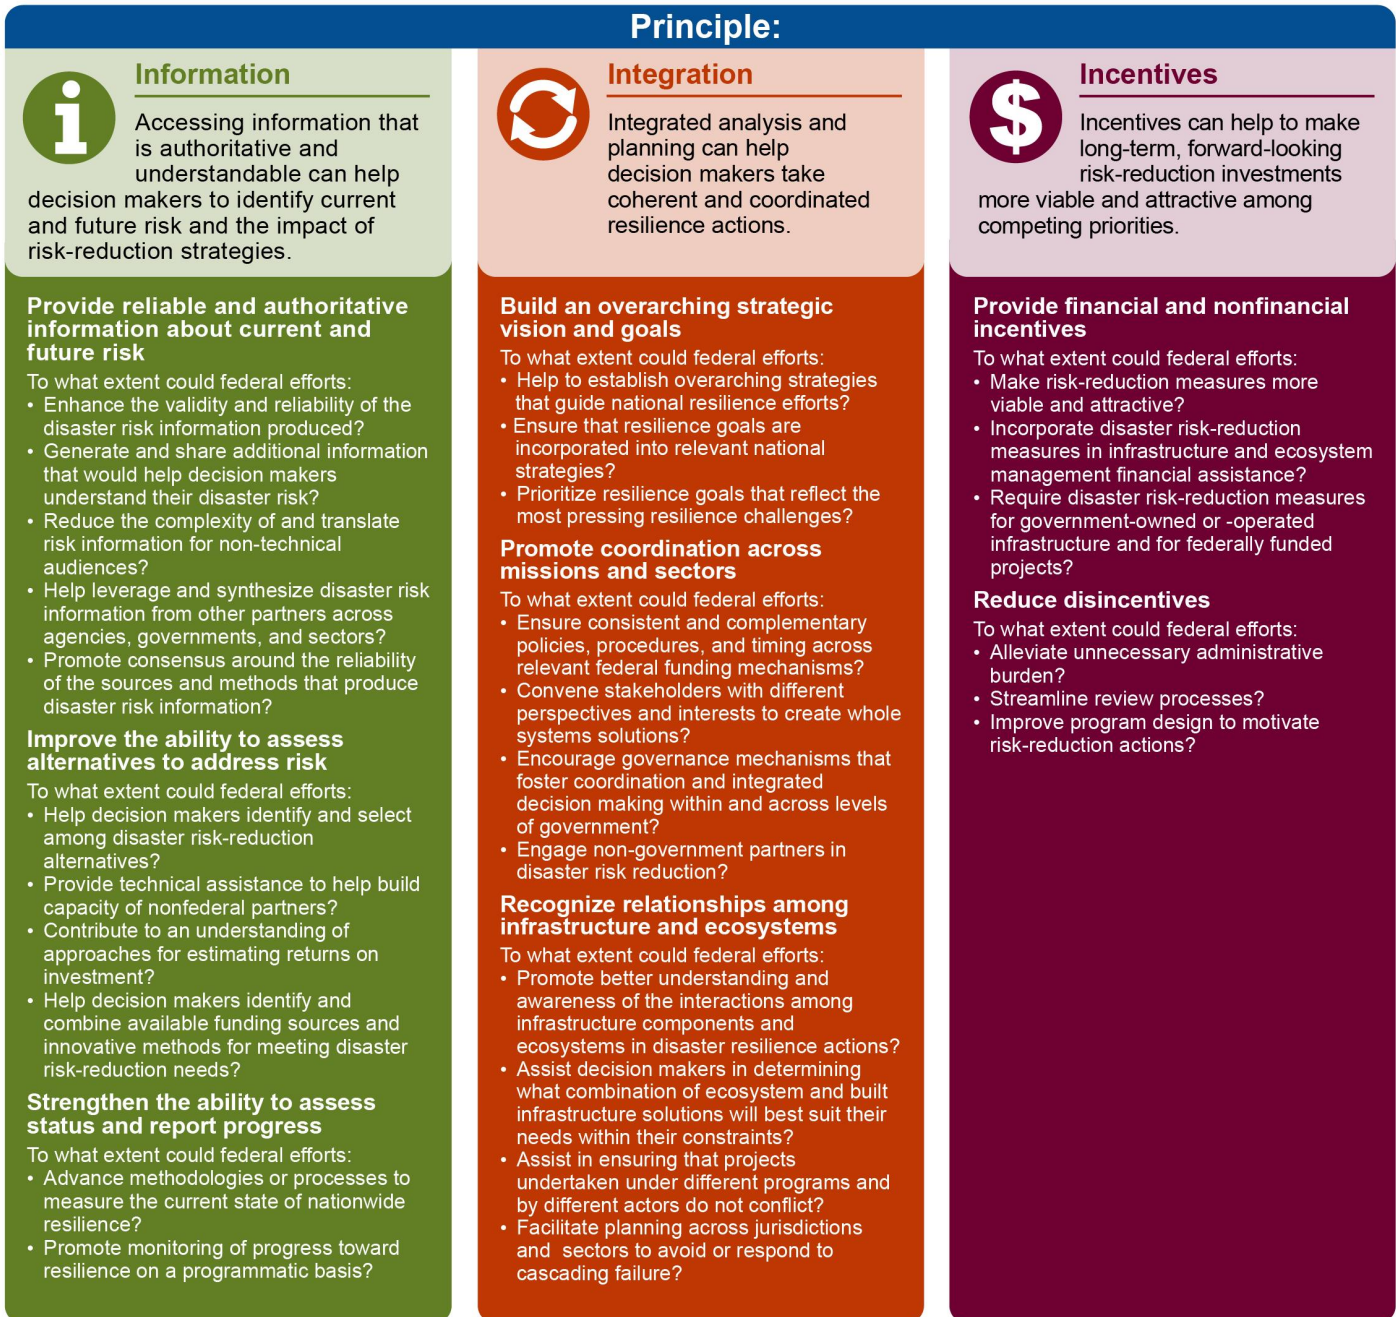 Principle:
Information
Accessing information that
is authoritative and
understandable can help
decision makers to identify current
and future risk and the impact of
risk-reduction strategies.
Provide reliable and authoritative
information about current and
future risk
To what extent could federal efforts:
• Enhance the validity and reliability of the
disaster risk information produced?
• Generate and share additional information
that would help decision makers
understand their disaster risk?
• Reduce the complexity of and translate
risk information for non-technical
audiences?
• Help leverage and synthesize disaster risk
information from other partners across
agencies, governments, and sectors?
• Promote consensus around the reliability
of the sources and methods that produce
disaster risk information?
Improve the ability to assess
alternatives to address risk
To what extent could federal efforts:
• Help decision makers identify and select
among disaster risk-reduction
alternatives?
• Provide technical assistance to help build
capacity of nonfederal partners?
• Contribute to an understanding of
approaches for estimating returns on
investment?
• Help decision makers identify and
combine available funding sources and
innovative methods for meeting disaster
risk-reduction needs?
Strengthen the ability to assess
status and report progress
To what extent could federal efforts:
• Advance methodologies or processes to
measure the current state of nationwide
resilience?
• Promote monitoring of progress toward
resilience on a programmatic basis?
Integration
Integrated analysis and
planning can help
decision makers take
coherent and coordinated
resilience actions.
Build an overarching strategic
vision and goals
To what extent could federal efforts:
• Help to establish overarching strategies
that guide national resilience efforts?
• Ensure that resilience goals are
incorporated into relevant national
strategies?
• Prioritize resilience goals that reflect the
most pressing resilience challenges?
Promote coordination across
missions and sectors
To what extent could federal efforts:
• Ensure consistent and complementary
policies, procedures, and timing across
relevant federal funding mechanisms?
• Convene stakeholders with different
perspectives and interests to create whole
systems solutions?
• Encourage governance mechanisms that
foster coordination and integrated
decision making within and across levels
of government?
• Engage non-government partners in
disaster risk reduction?
Recognize relationships among
infrastructure and ecosystems
To what extent could federal efforts:
• Promote better understanding and
awareness of the interactions among
infrastructure components and
ecosystems in disaster resilience actions?
• Assist decision makers in determining
what combination of ecosystem and built
infrastructure solutions will best suit their
needs within their constraints?
• Assist in ensuring that projects
undertaken under different programs and
by different actors do not conflict?
• Facilitate planning across jurisdictions
and sectors to avoid or respond to
cascading failure?
$
Incentives
Incentives can help to make
long-term, forward-looking
risk-reduction investments
more viable and attractive among
competing priorities.
Provide financial and nonfinancial
incentives
To what extent could federal efforts:
• Make risk-reduction measures more
viable and attractive?
• Incorporate disaster risk-reduction
measures in infrastructure and ecosystem
management financial assistance?
• Require disaster risk-reduction measures
for government-owned or -operated
infrastructure and for federally funded
projects?
Reduce disincentives
To what extent could federal efforts:
• Alleviate unnecessary administrative
burden?
• Streamline review processes?
• Improve program design to motivate
risk-reduction actions?